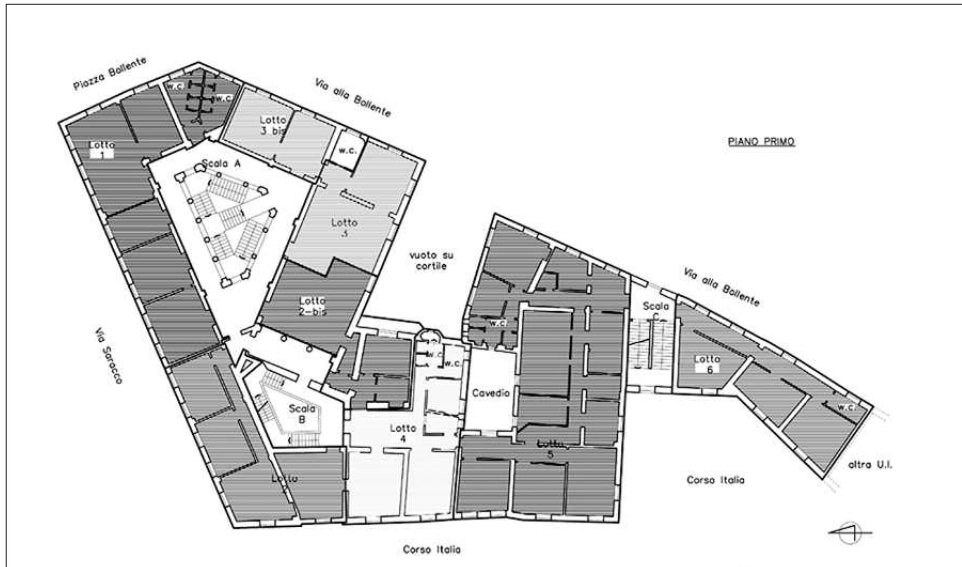 Piazza Bollente
Via alla Bollente
w.c.
w.c.
Lotto
3 bis
w.c.
PIANO PRIMO
Lotto
1
Scala A
Lotto
3
vuoto su
cortile
Via alla Bollente
Lotto
2-bis
Scala
C
Via Saracco
w.c.
w.c.
w.c.
Lotto
6
Cavedio
w.c.
Scala
B
Lotto
4
Lotto
5
altra U.I.
Lotto
Corso Italia
Corso Italia